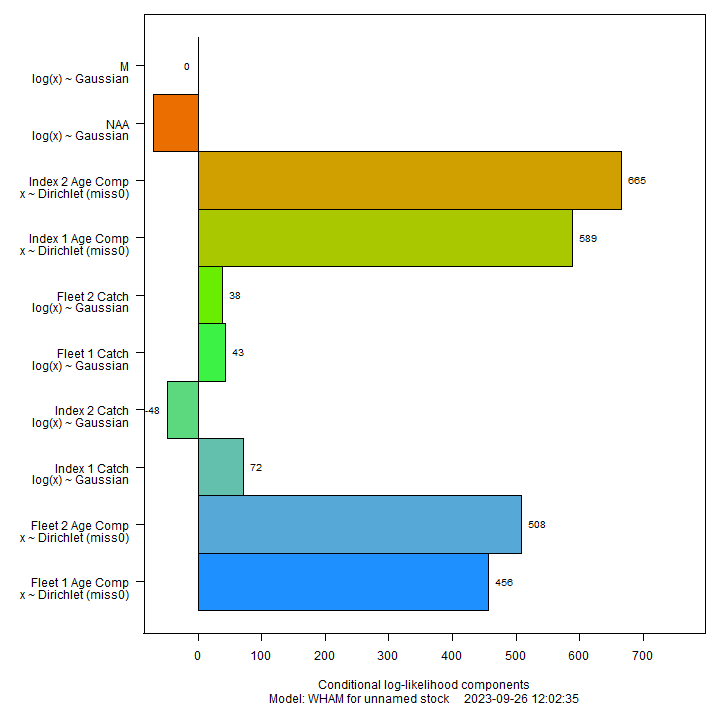 M
log(x) ~ Gaussian
0
NAA
log(x) ~ Gaussian
Index 2 Age Comp
x ~ Dirichlet (miss0)
665
Index 1 Age Comp
x ~ Dirichlet (miss0)
589
Fleet 2 Catch
log(x) ~ Gaussian
38
Fleet 1 Catch
log(x) ~ Gaussian
43
Index 2 Catch
log(x) ~ Gaussian
-48
Index 1 Catch
log(x) ~ Gaussian
72
Fleet 2 Age Comp
x ~ Dirichlet (miss0)
508
Fleet 1 Age Comp
x ~ Dirichlet (miss0)
456
0 100 200 300 400 500 600 700
Conditional log-likelihood components
Model: WHAM for unnamed stock 2023-09-26 12:02:35